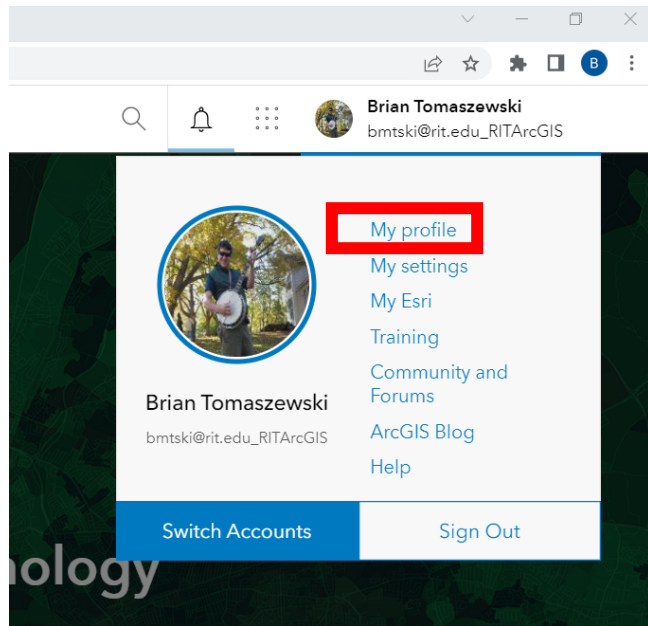 B
Brian Tomaszewski
bmtski@rit.edu_RITArcGIS
My profile
My settings
My Esri
Training
Community and
Forums
ArcGIS Blog
Help
Brian Tomaszewski
bmtski@rit.edu_RITArcGIS
Switch Accounts
Sign Out
ology